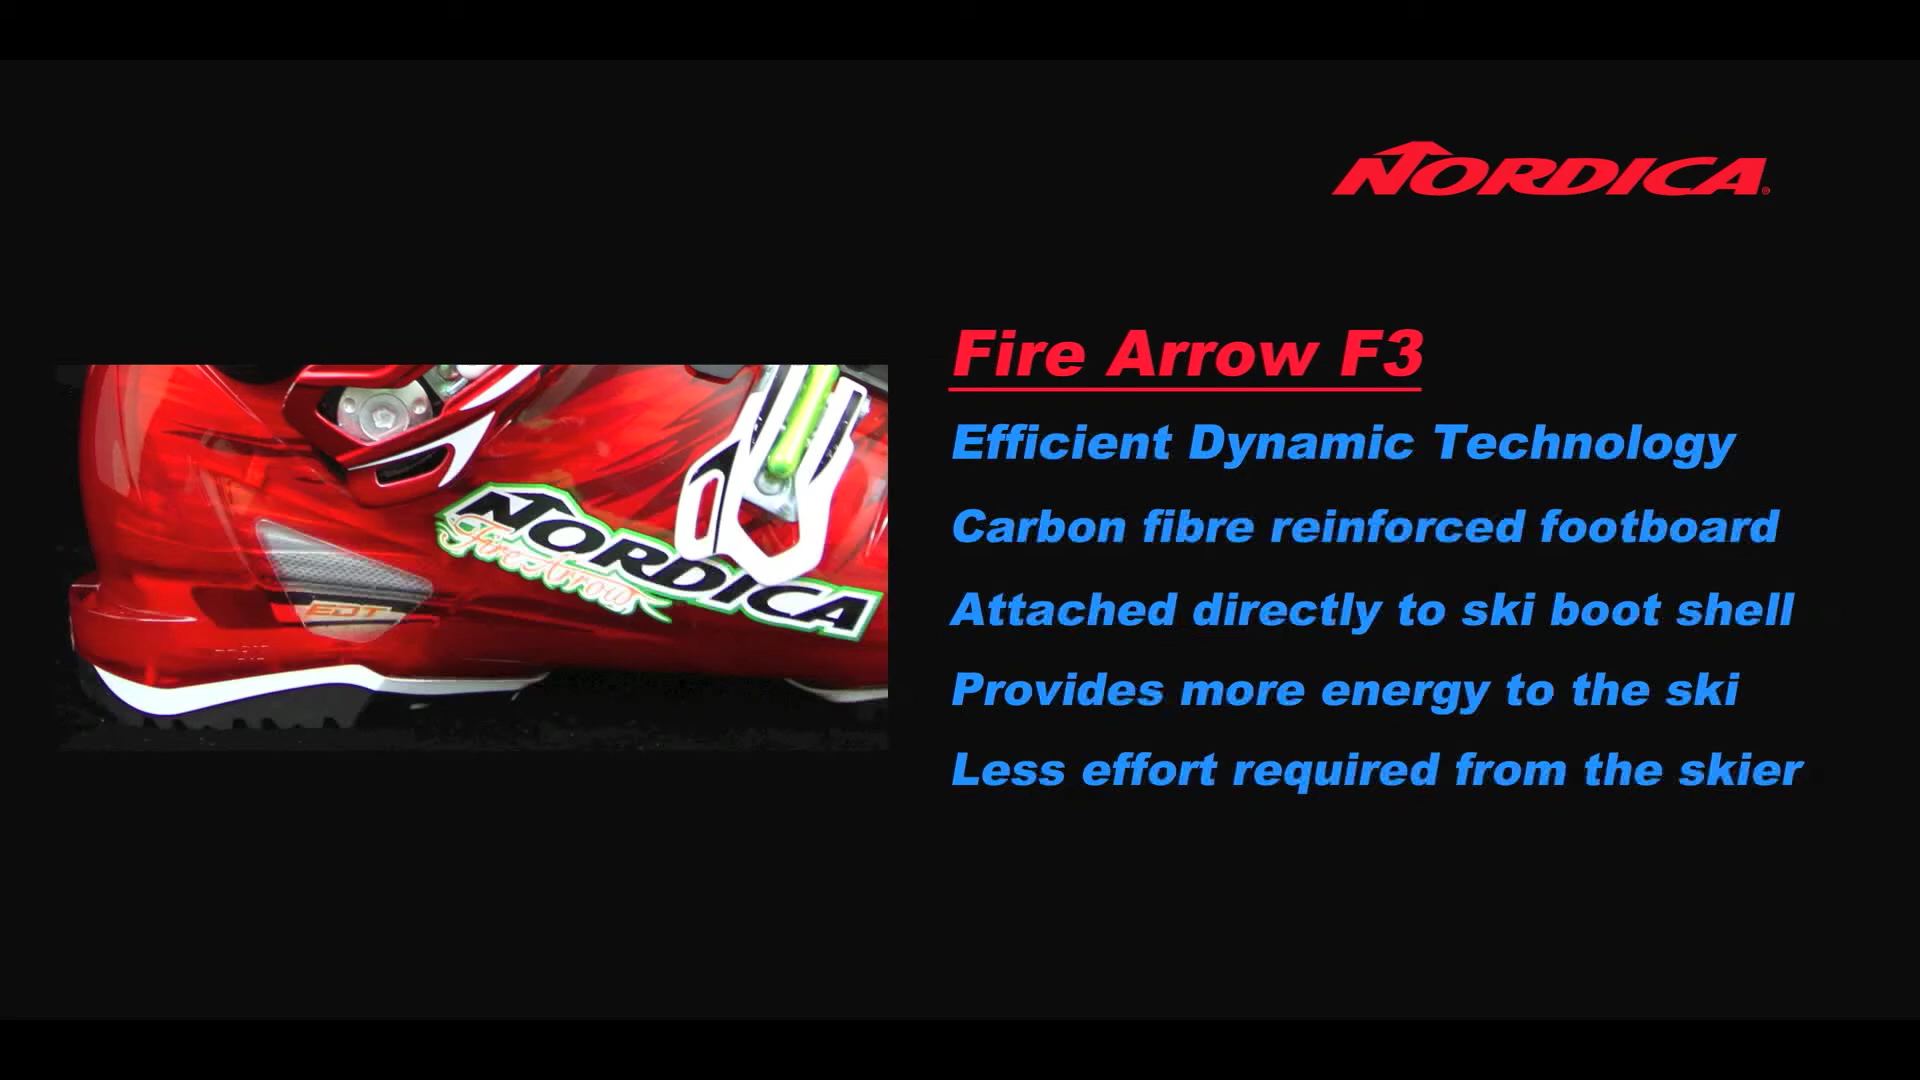 NORDICA
Fire Arrow F3
Efficient Dynamic Technology
Carbon fibre reinforced footboard
Attached directly to ski boot shell
Provides more energy to the ski
Less effort required from the skier
NORDICA
Fire Arrow
EDT